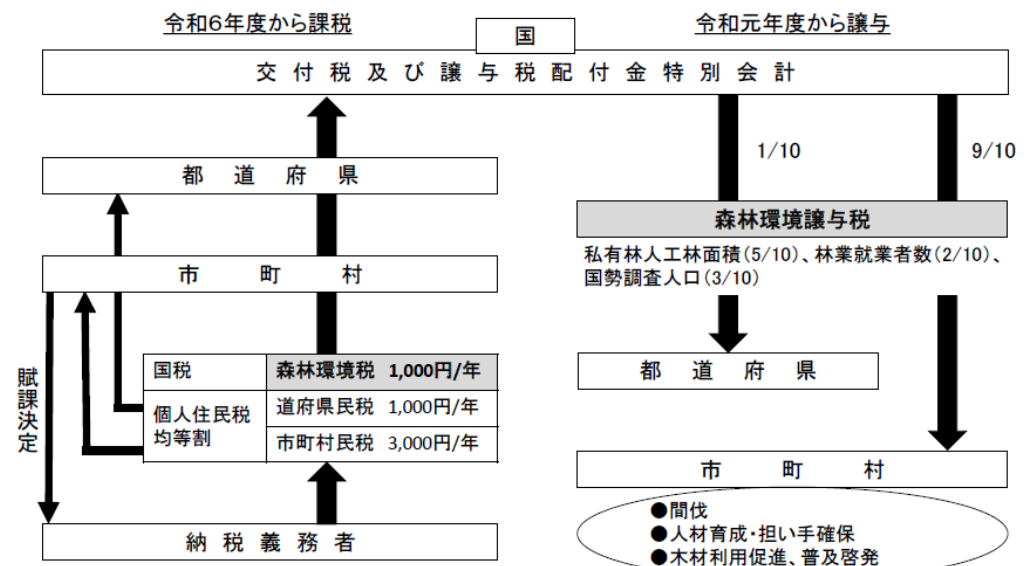 令和6年度から課税
国
令和元年度から譲与
交付税及び譲与税配付金特別会計
1/10
9/10
都道府県
森林環境譲与税
私有林人工林面積(5/10)、林業就業者数(2/10)、
国勢調査人口(3/10)
市町村
国税
森林環境税 1,000円/年
個人住民税
均等割
道府県民税 1,000円/年
市町村民税 3,000円/年
賦課決定
納税義務者
都道府県
市町村
●間伐
●人材育成・担い手確保
●木材利用促進、普及啓発